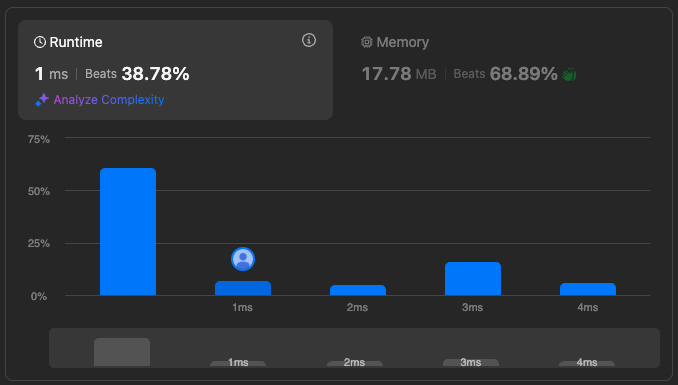 Runtime
1 ms | Beats 38.78%
Analyze Complexity
Memory
17.78 MB | Beats 68.89%
75%
50%
25%
0%
1ms 2ms 3ms 4ms
1ms 2ms 3ms 4ms